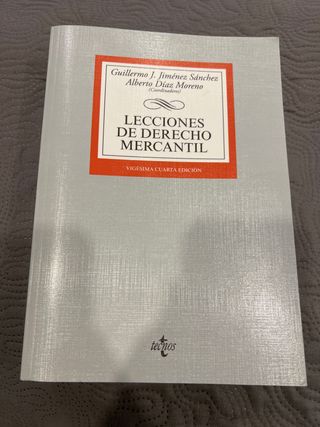 Guillermo J. Jiménez Sánchez
Alberto Díaz Moreno
(Coordinadores)
LECCIONES
DE DERECHO
MERCANTIL
VIGÉSIMA CUARTA EDICIÓN
tecnos